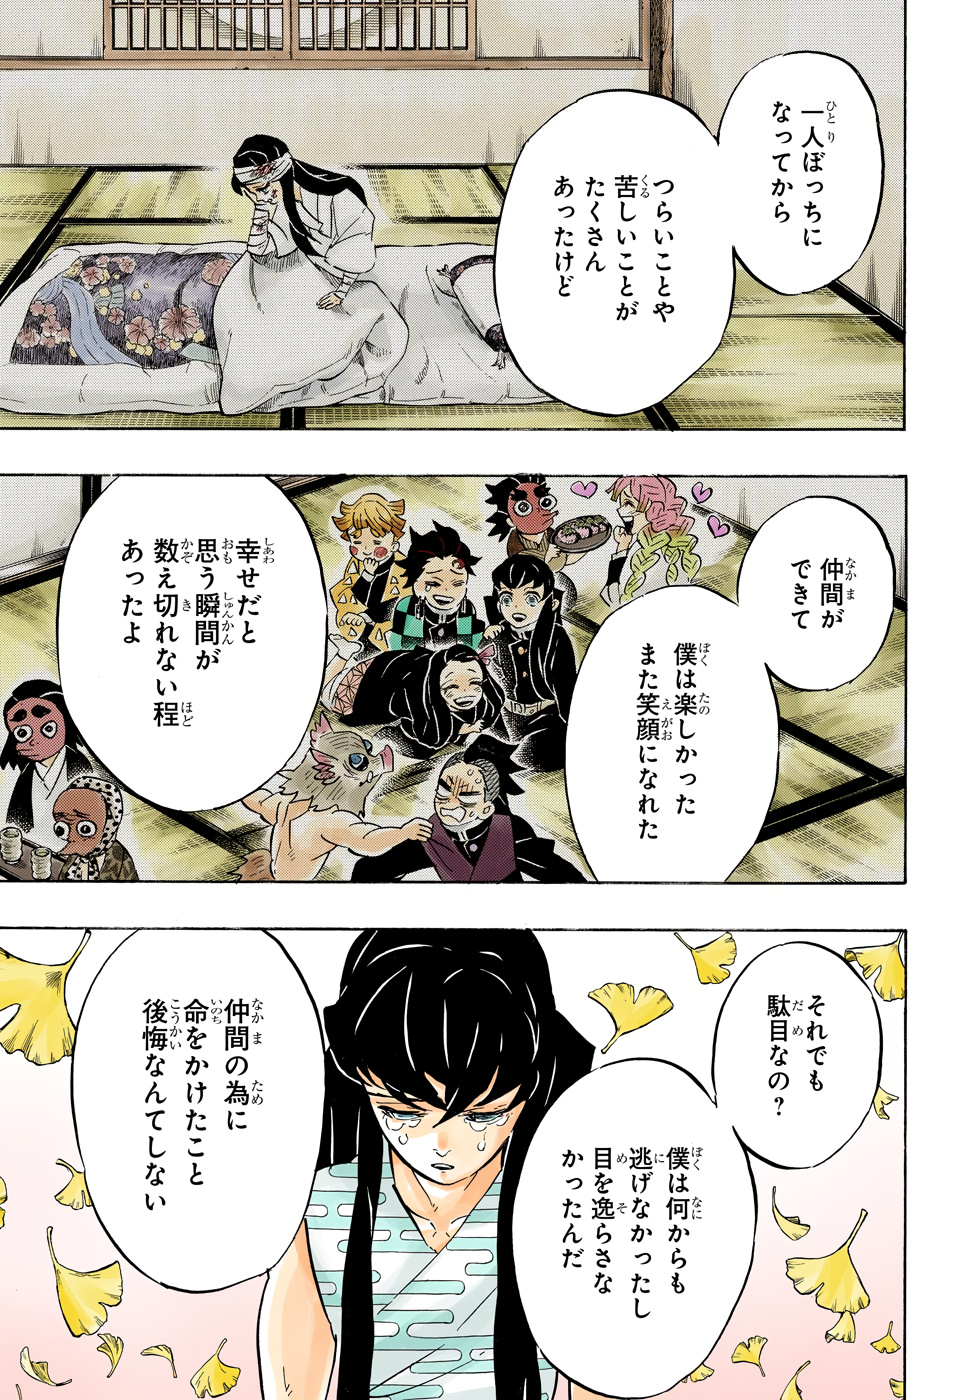 一人ぼっちに
なってから
つらいことや
苦しいことが
たくさん
あったけど
仲間が
できて
僕は楽しかった
また笑顔になれた
幸せだと
思う瞬間が
数え切れない程
あったよ
それでも
駄目なの？
僕は何からも
逃げなかったし
目を逸らさな
かったんだ
仲間の為に
命をかけたこと
後悔なんてしない